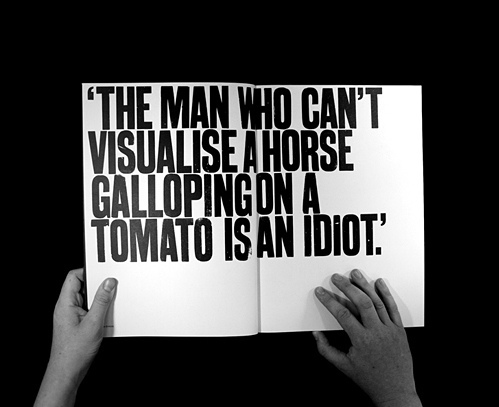 ‘THE MAN WHO CAN’T
VISUALISE A HORSE
GALLOPING ON A
TOMATO IS AN IDIOT.’